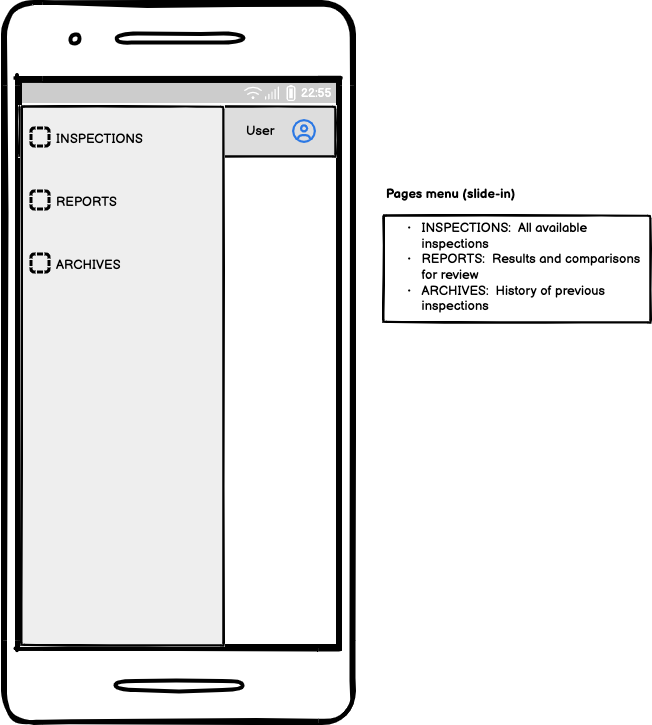 22:55
User
INSPECTIONS
REPORTS
ARCHIVES
Pages menu (slide-in)
· INSPECTIONS: All available
inspections
· REPORTS: Results and comparisons
for review
· ARCHIVES: History of previous
inspections